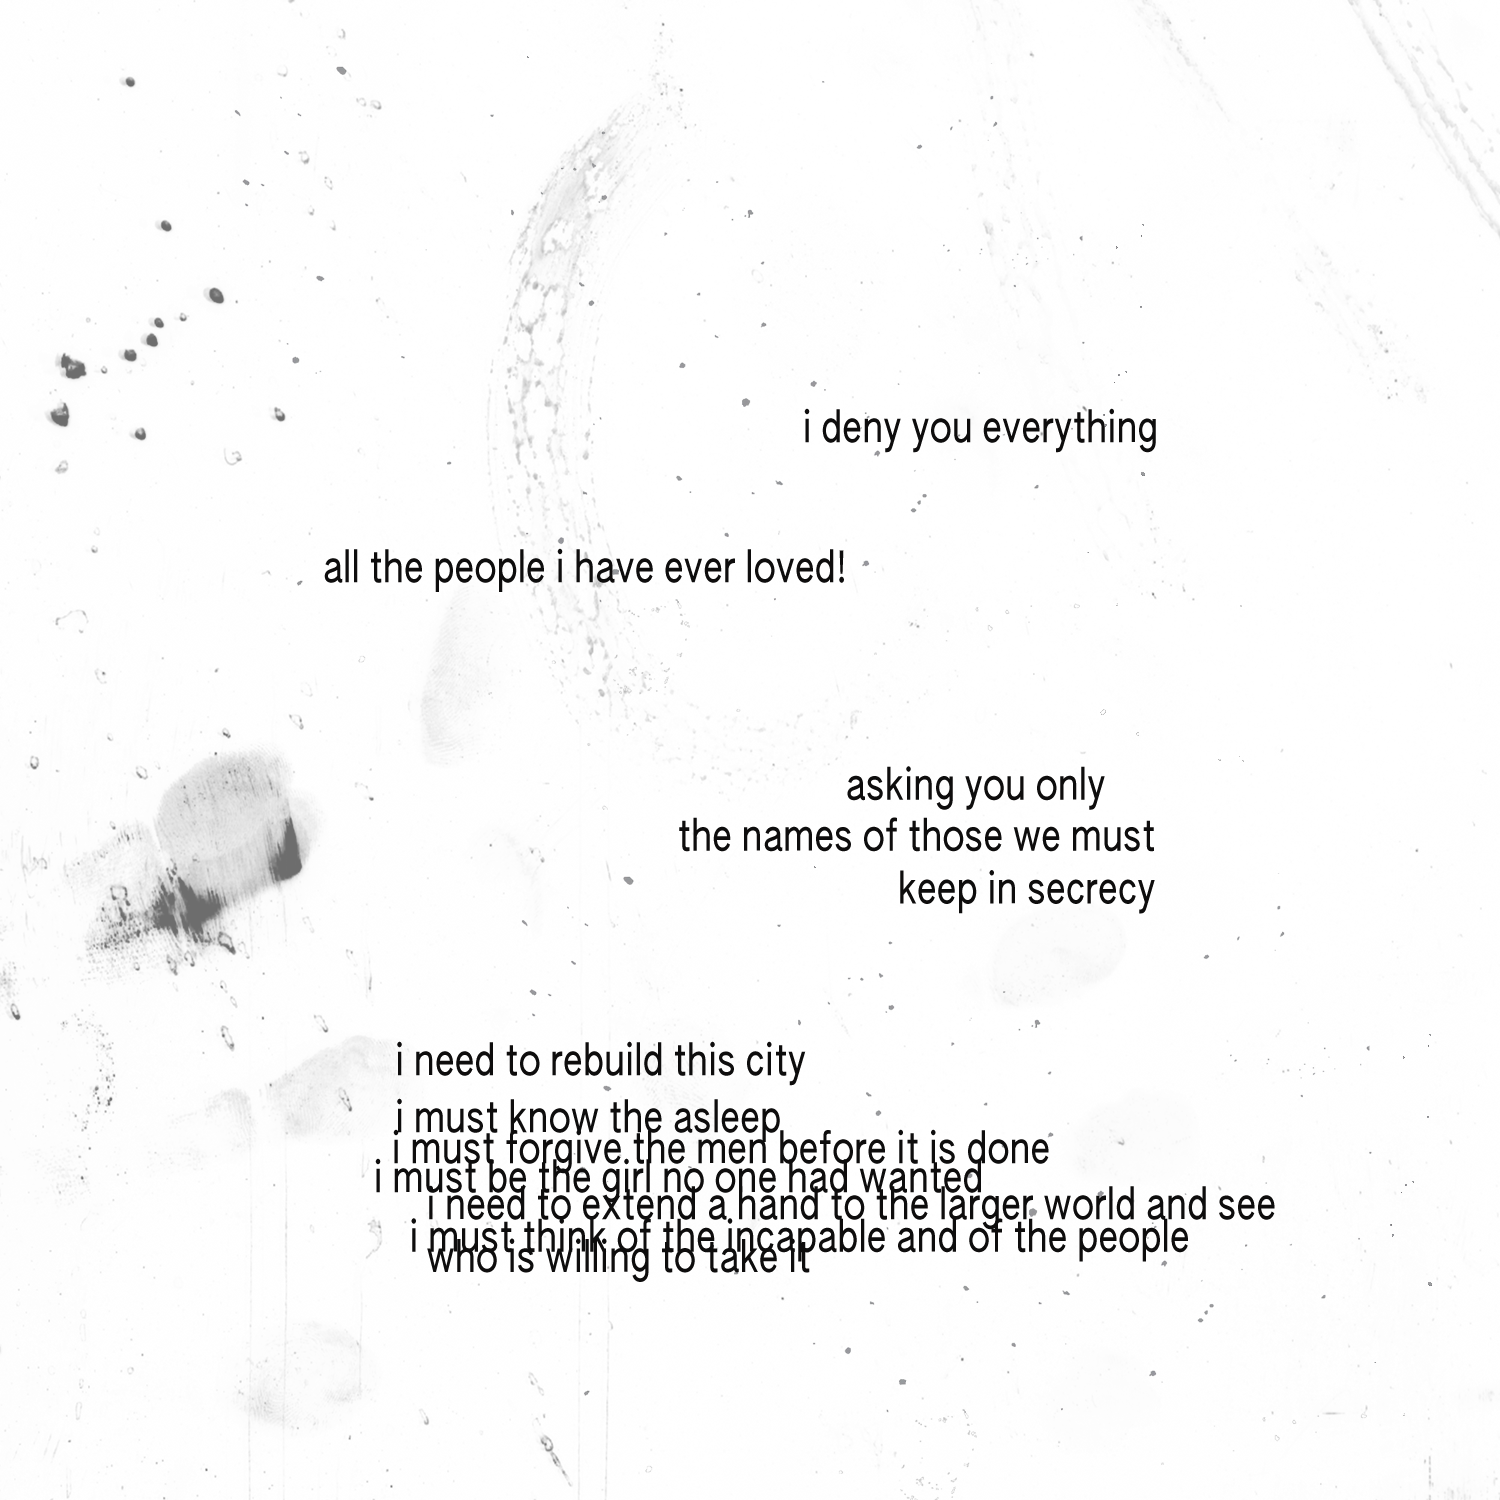 i deny you everything
all the people i have ever loved!
asking you only
the names of those we must
keep in secrecy
i need to rebuild this city
i must know the asleep
i must forgive the men before it is done
i must be the girl no one had wanted
i need to extend a hand to the larger world and see
i must think of the incapable and of the people
who is willing to take it